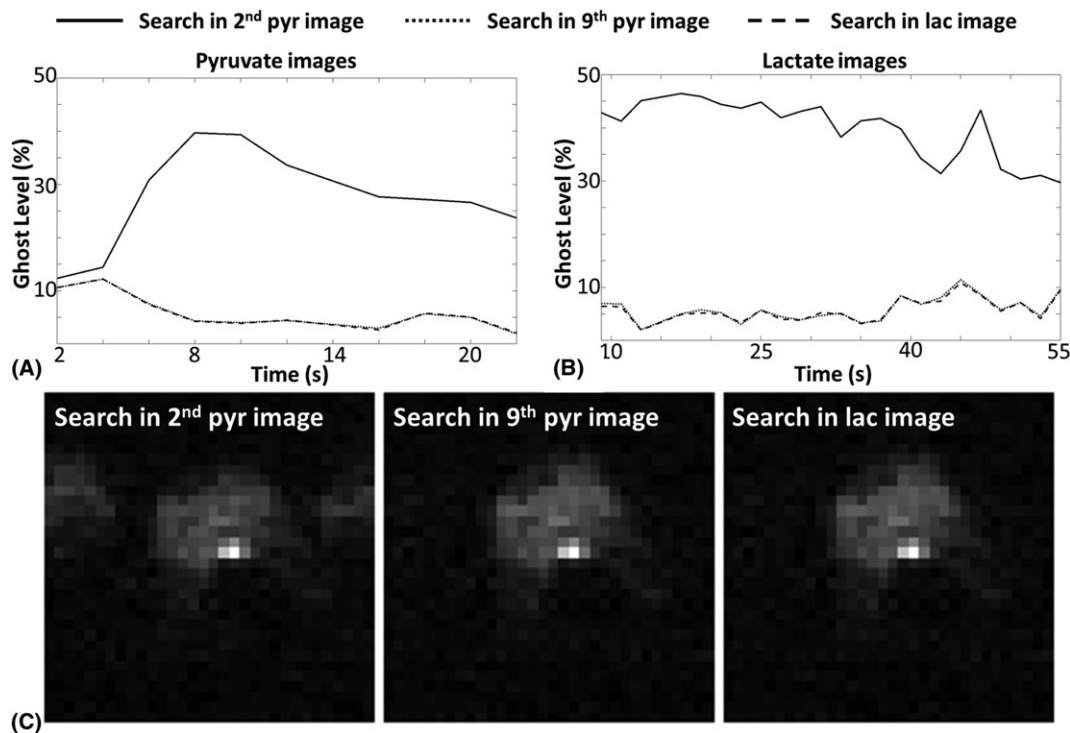 Search in 2nd pyr image Search in 9th pyr image Search in lac image
Pyruvate images
50
30
10
Ghost Level (%)
2 8 14 20
Time (s)
(A)
Lactate images
50
30
10
Ghost Level (%)
10 25 40 55
Time (s)
(B)
Search in 2nd pyr image
Search in 9th pyr image
Search in lac image
(C)